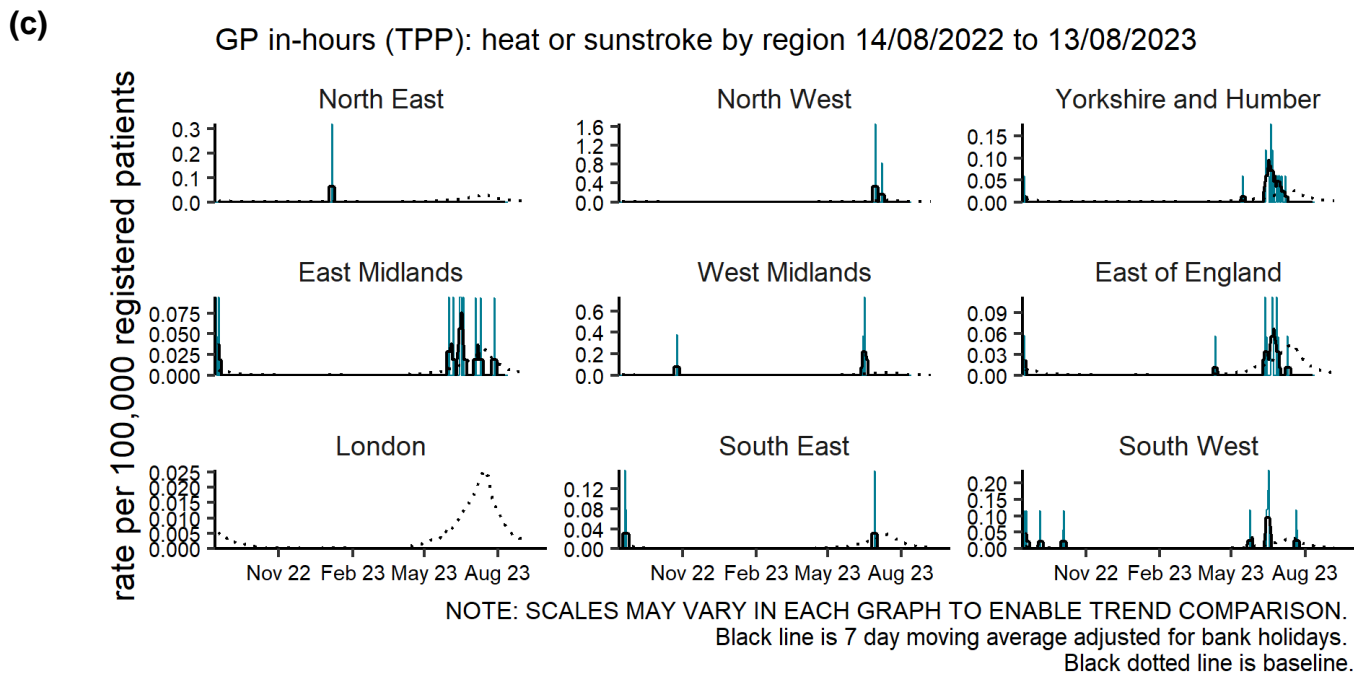 (c)
GP in-hours (TPP): heat or sunstroke by region 14/08/2022 to 13/08/2023
rate per 100,000 registered patients
North East
0.3
0.2
0.1
0.0
North West
1.6
1.2
0.8
0.4
0.0
Yorkshire and Humber
0.15
0.10
0.05
0.00
East Midlands
0.075
0.050
0.025
0.000
West Midlands
0.6
0.4
0.2
0.0
East of England
0.09
0.06
0.03
0.00
London
0.025
0.020
0.015
0.010
0.005
0.000
Nov 22 Feb 23 May 23 Aug 23
South East
0.12
0.08
0.04
0.00
Nov 22 Feb 23 May 23 Aug 23
South West
0.20
0.15
0.10
0.05
0.00
Nov 22 Feb 23 May 23 Aug 23
NOTE: SCALES MAY VARY IN EACH GRAPH TO ENABLE TREND COMPARISON.
Black line is 7 day moving average adjusted for bank holidays.
Black dotted line is baseline.